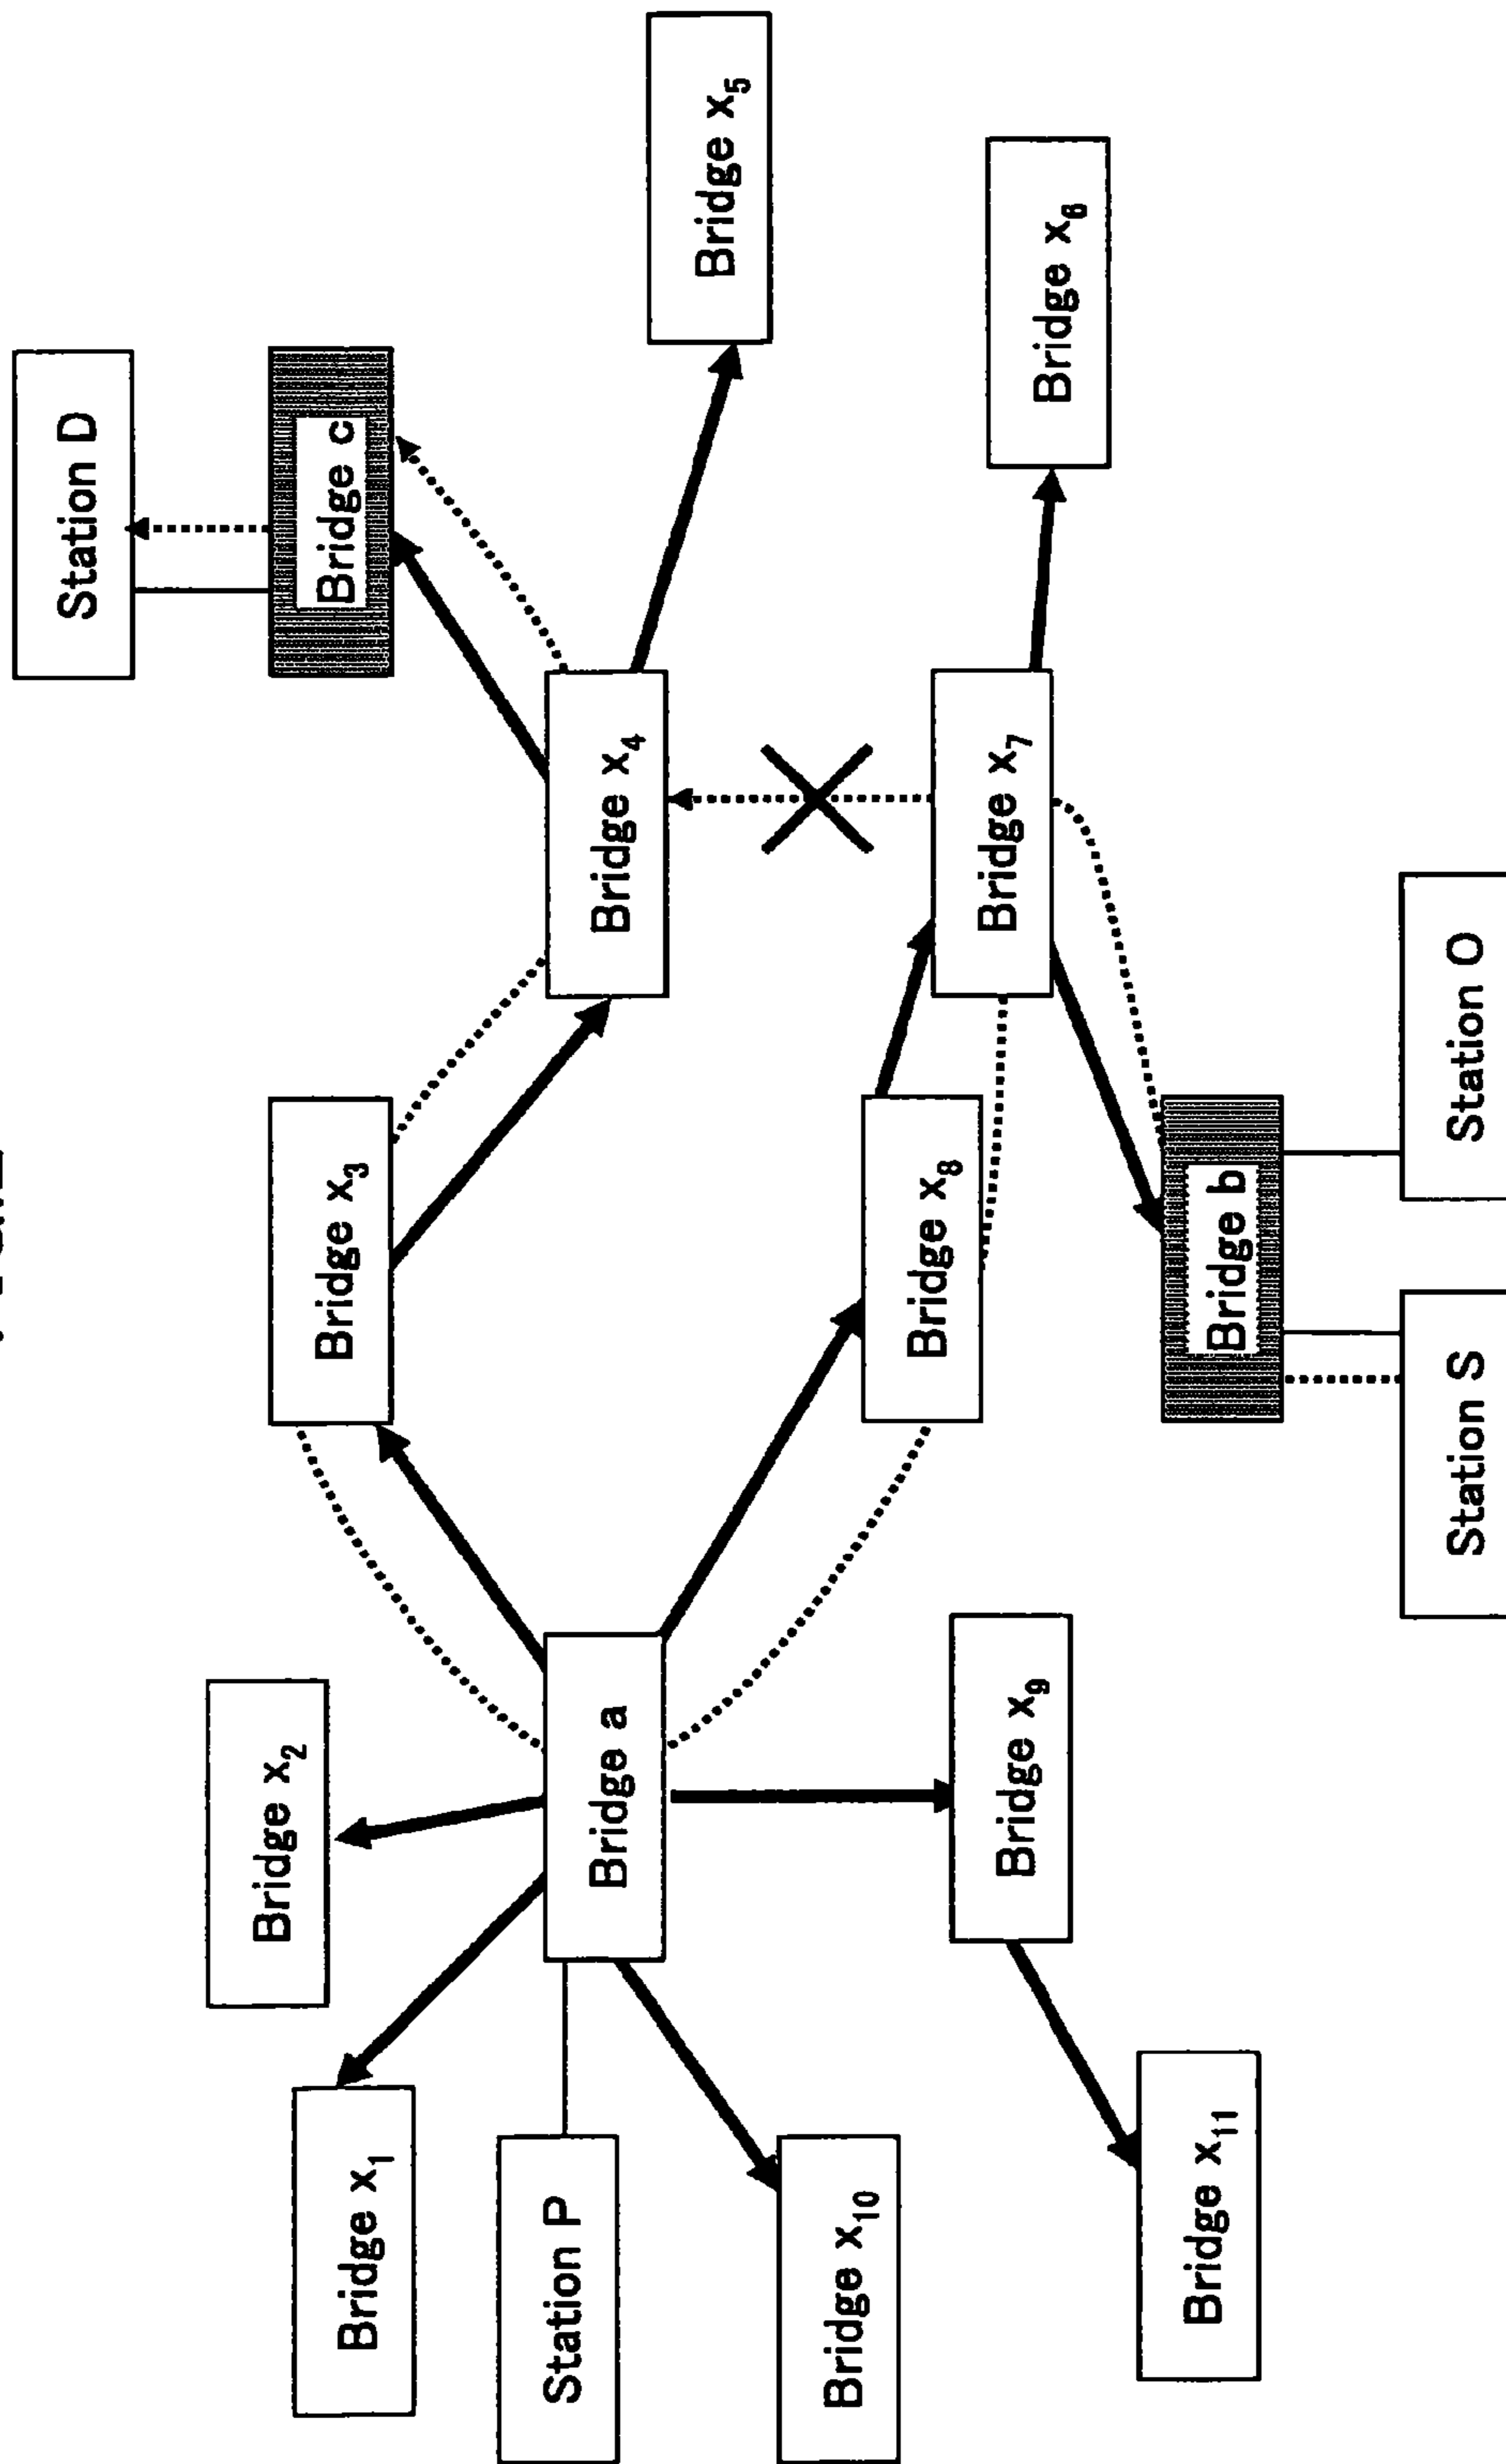 Station D
Bridge c
Bridge x5
Bridge x4
Bridge x6
Bridge x3
Bridge x7
Bridge x8
Bridge b
Station O
Station S
Bridge x2
Bridge a
Bridge x9
Bridge x1
Station P
Bridge x10
Bridge x11